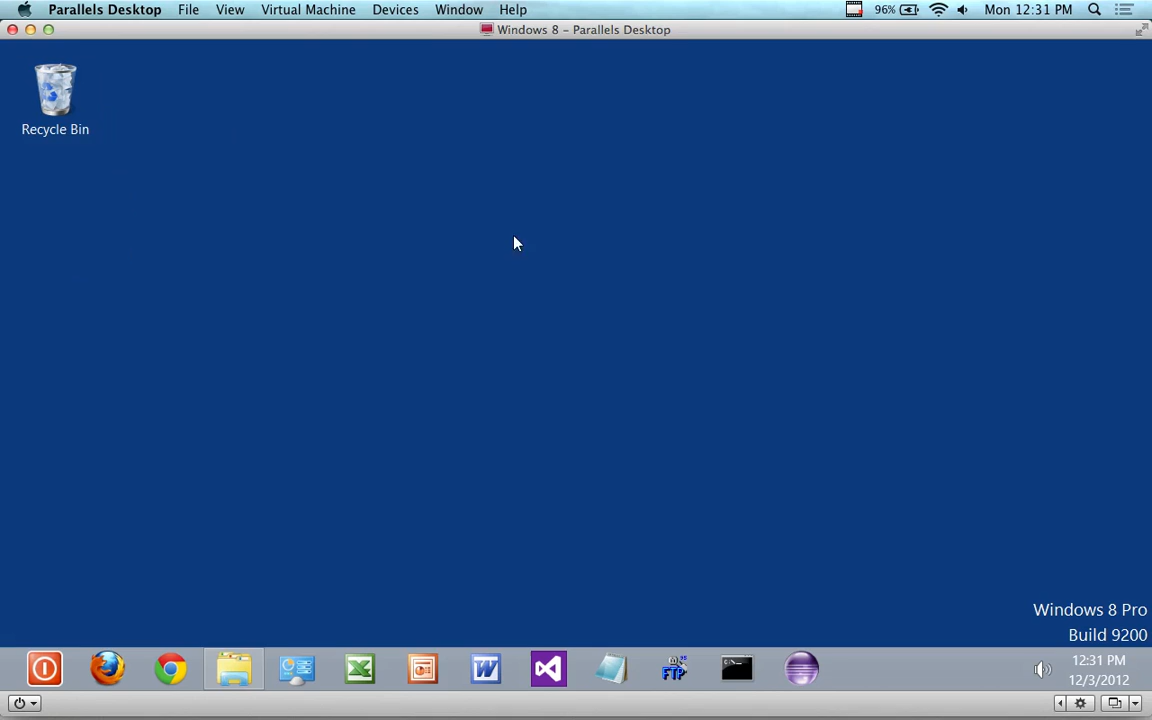 Parallels Desktop File View Virtual Machine Devices Window Help 96% Mon 12:31 PM
Windows 8 - Parallels Desktop
Recycle Bin
Windows 8 Pro
Build 9200
FTP
C:\_
12:31 PM
12/3/2012